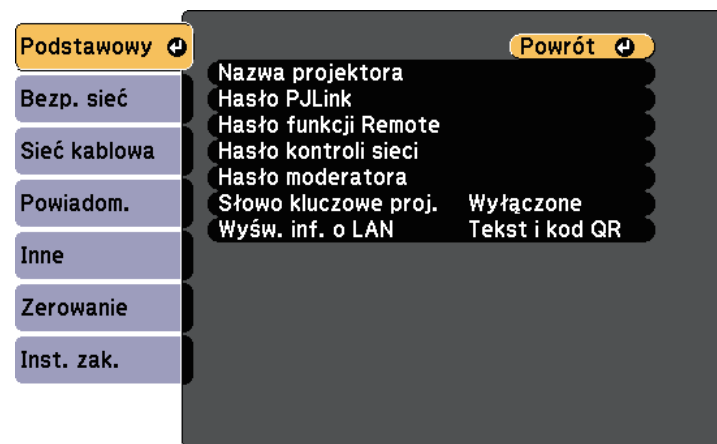 Podstawowy
Bezp. sieć
Sieć kablowa
Powiadom.
Inne
Zerowanie
Inst. zak.
Powrót
Nazwa projektora
Hasło PJLink
Hasło funkcji Remote
Hasło kontroli sieci
Hasło moderatora
Słowo kluczowe proj. Wyłączone
Wyśw. inf. o LAN Tekst i kod QR